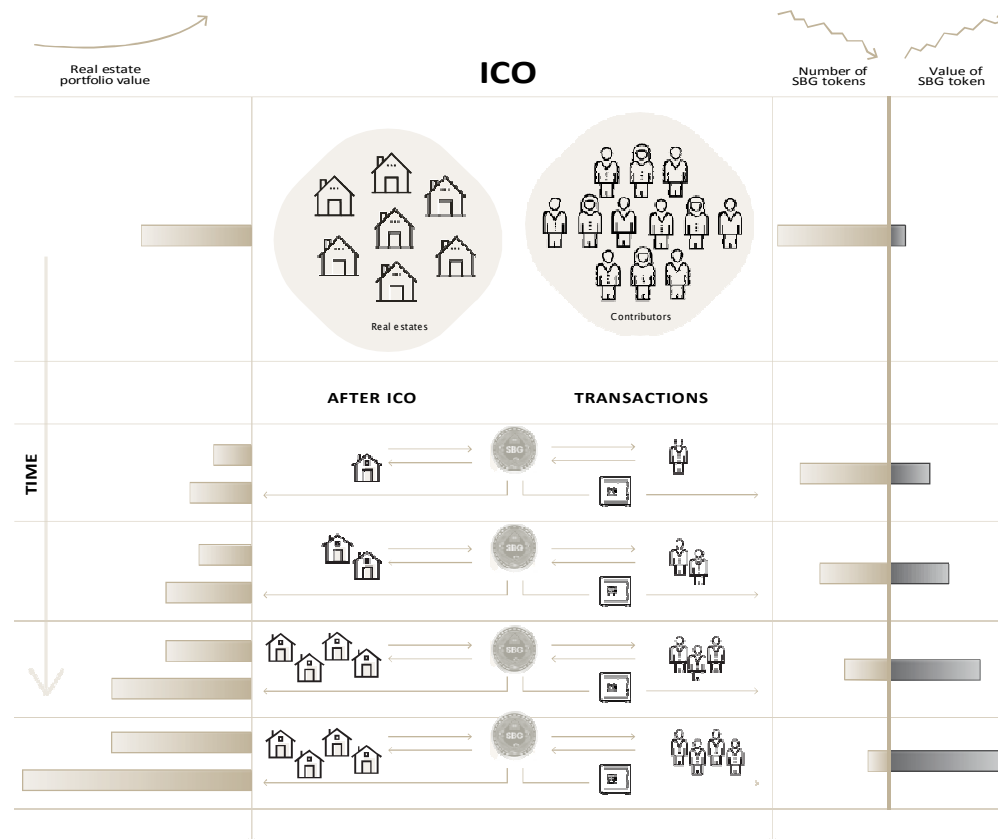 Real estate
portfolio value
ICO
Number of
SBG tokens
Value of
SBG token
Real estates
Contributors
AFTER ICO
TRANSACTIONS
TIME
SBG
SBG
SBG
SBG